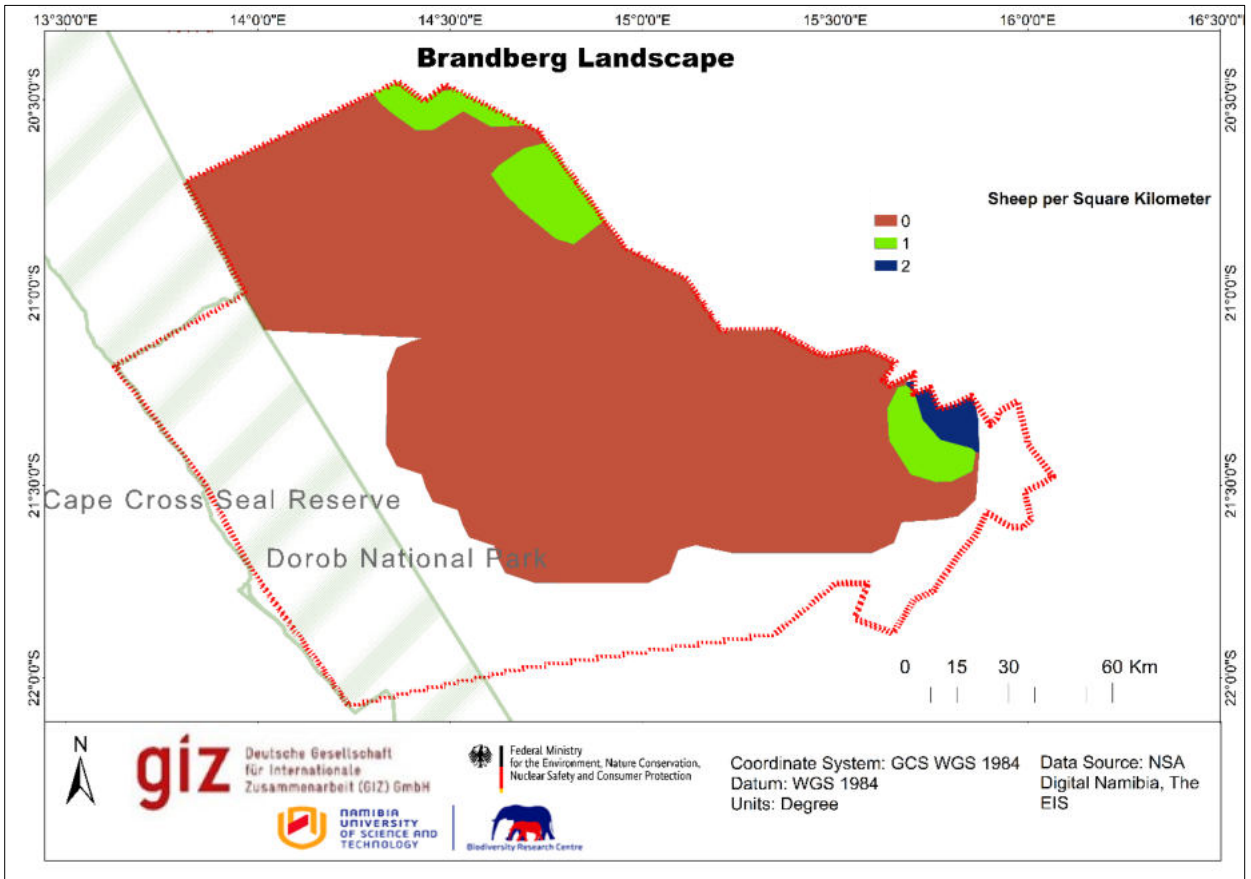 13°30'0"E 14°0'0"E 14°30'0"E 15°0'0"E 15°30'0"E 16°0'0"E 16°30'0"E
Brandberg Landscape
20°30'0"S 20°30'0"S
Sheep per Square Kilometer
0
1
2
21°0'0"S 21°0'0"S
21°30'0"S 21°30'0"S
Cape Cross Seal Reserve
Dorob National Park
22°0'0"S 22°0'0"S
0 15 30 60 Km
N
giz
Deutsche Gesellschaft
für Internationale
Zusammenarbeit (GIZ) GmbH
Federal Ministry
for the Environment, Nature Conservation,
Nuclear Safety and Consumer Protection
NAMIBIA
UNIVERSITY
OF SCIENCE AND
TECHNOLOGY
Biodiversity Research Centre
Coordinate System: GCS WGS 1984
Datum: WGS 1984
Units: Degree
Data Source: NSA
Digital Namibia, The
EIS